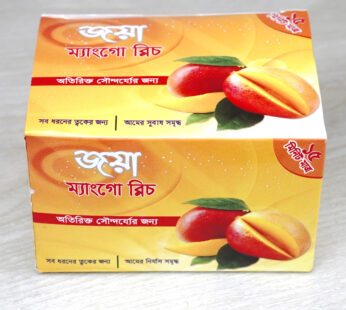 জয়া
ম্যাংগো ব্লিচ
অতিরিক্ত সৌন্দর্যের জন্য
সব ধরনের ত্বকের জন্য | আমের সুবাষ সমৃদ্ধ
জয়া
ম্যাংগো ব্লিচ
অতিরিক্ত সৌন্দর্যের জন্য
সব ধরনের ত্বকের জন্য | আমের নির্যাস সমৃদ্ধ